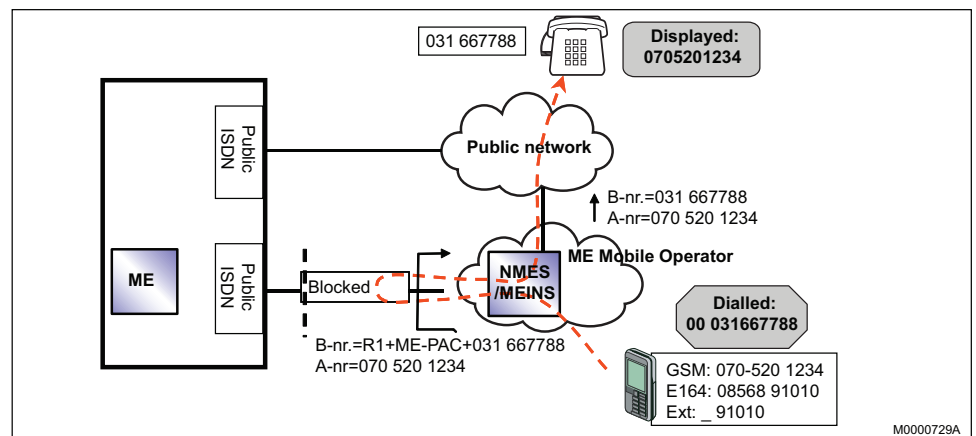 031 667788
Displayed:
0705201234
Public
ISDN
Public network
B-nr.=031 667788
A-nr=070 520 1234
ME Mobile Operator
ME
Public
ISDN
Blocked
NMES
/MEINS
Dialled:
00 031667788
B-nr.=R1+ME-PAC+031 667788
A-nr=070 520 1234
GSM: 070-520 1234
E164: 08568 91010
Ext: _ 91010
M0000729A